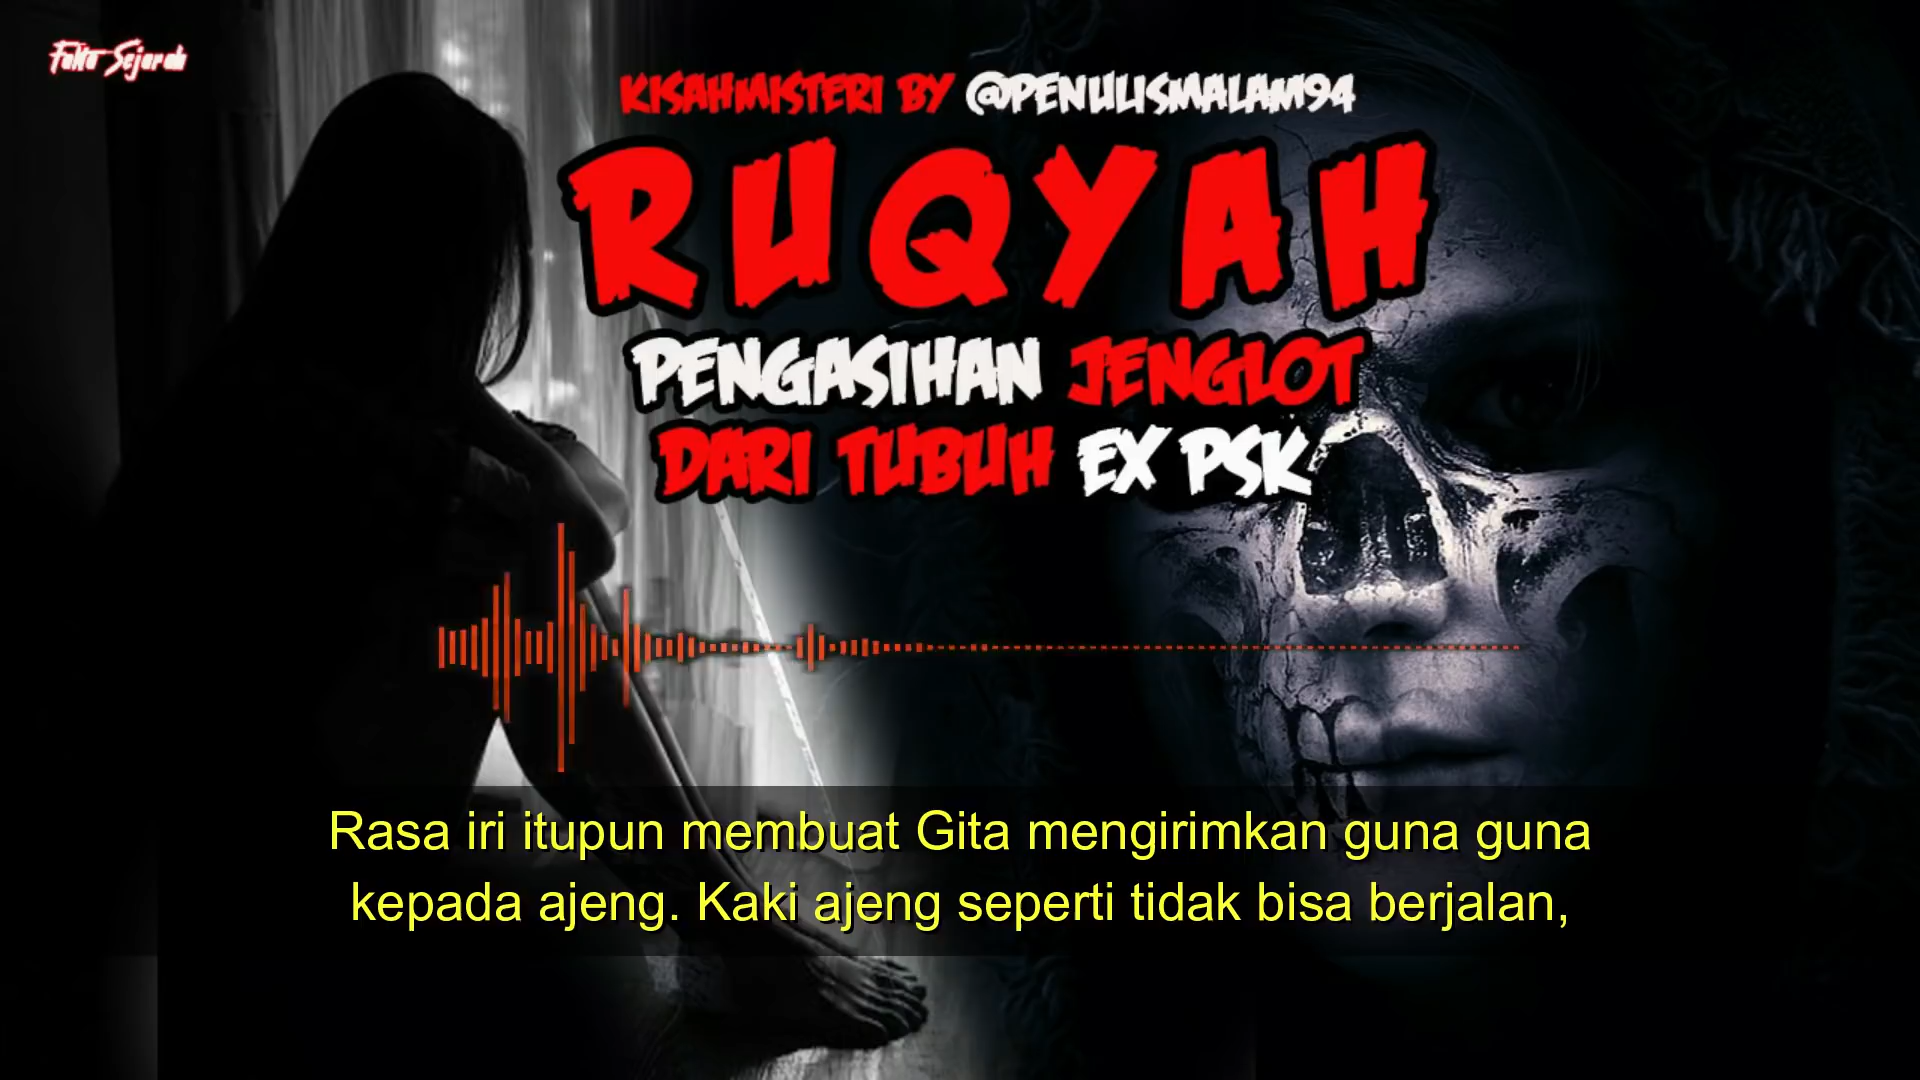 Fakta Sejarah
KISAHMISTERI BY @PENULISMALAM94
RUQYAH
PENGASIHAN JENGLOT
DARI TUBUH EX PSK
Rasa iri itupun membuat Gita mengirimkan guna guna
kepada ajeng. Kaki ajeng seperti tidak bisa berjalan,